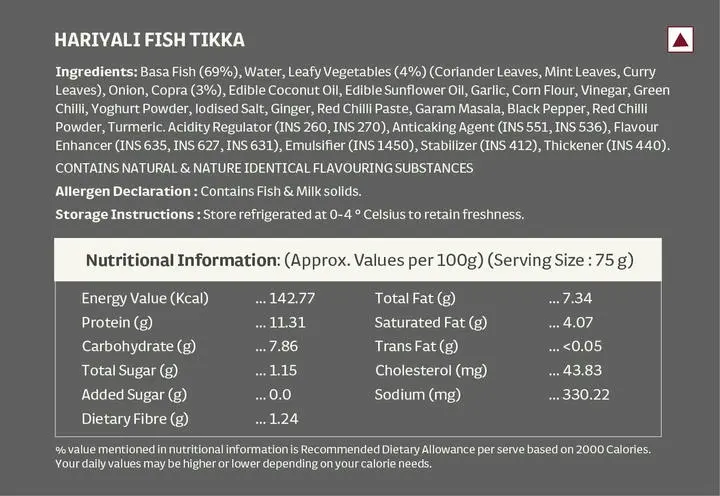 HARIYALI FISH TIKKA
Ingredients: Basa Fish (69%), Water, Leafy Vegetables (4%) (Coriander Leaves, Mint Leaves, Curry
Leaves), Onion, Copra (3%), Edible Coconut Oil, Edible Sunflower Oil, Garlic, Corn Flour, Vinegar, Green
Chilli, Yoghurt Powder, Iodised Salt, Ginger, Red Chilli Paste, Garam Masala, Black Pepper, Red Chilli
Powder, Turmeric. Acidity Regulator (INS 260, INS 270), Anticaking Agent (INS 551, INS 536), Flavour
Enhancer (INS 635, INS 627, INS 631), Emulsifier (INS 1450), Stabilizer (INS 412), Thickener (INS 440).
CONTAINS NATURAL & NATURE IDENTICAL FLAVOURING SUBSTANCES
Allergen Declaration : Contains Fish & Milk solids.
Storage Instructions : Store refrigerated at 0-4 ° Celsius to retain freshness.
Nutritional Information: (Approx. Values per 100g) (Serving Size : 75 g)
Energy Value (Kcal) ... 142.77 Total Fat (g) ... 7.34
Protein (g) ... 11.31 Saturated Fat (g) ... 4.07
Carbohydrate (g) ... 7.86 Trans Fat (g) ... <0.05
Total Sugar (g) ... 1.15 Cholesterol (mg) ... 43.83
Added Sugar (g) ... 0.0 Sodium (mg) ... 330.22
Dietary Fibre (g) ... 1.24
% value mentioned in nutritional information is Recommended Dietary Allowance per serve based on 2000 Calories.
Your daily values may be higher or lower depending on your calorie needs.